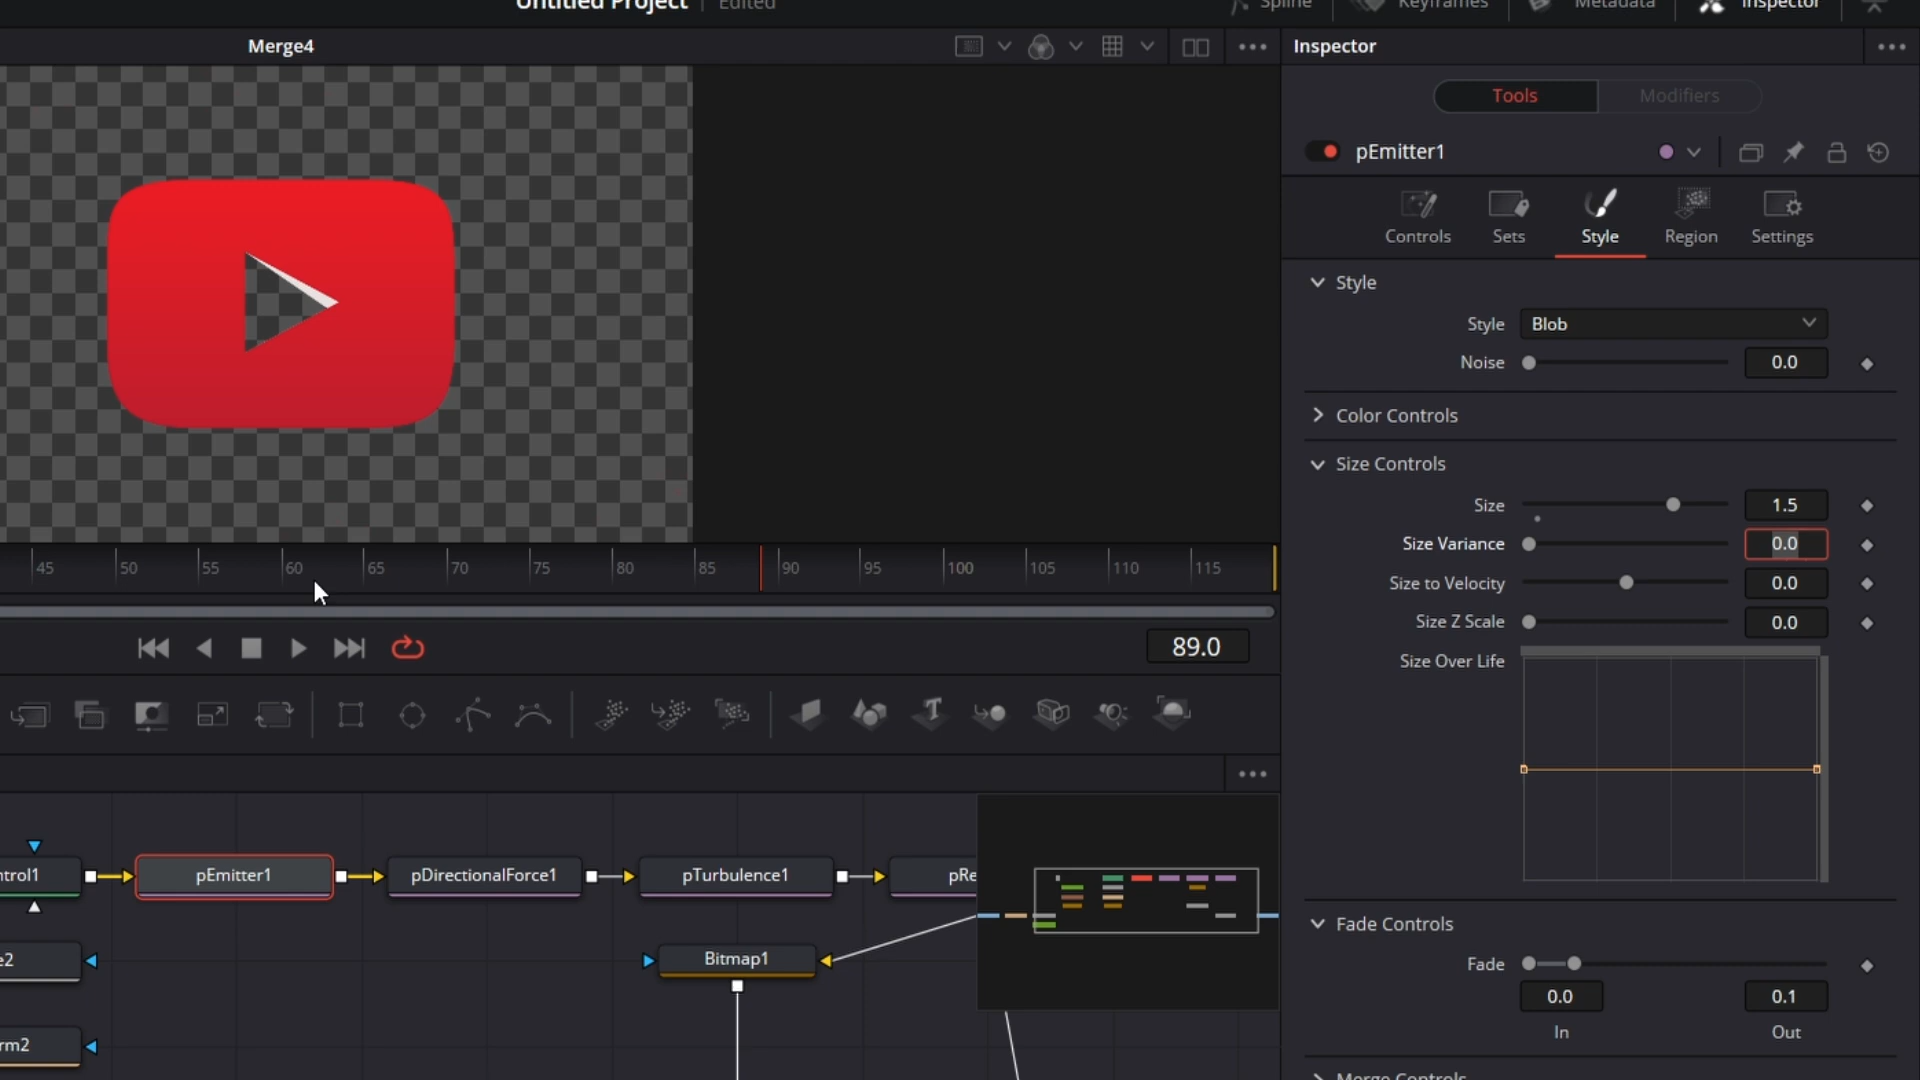 Untitled Project
Edited
Spline
Keyframes
Metadata
Inspector
Merge4
Inspector
Tools
Modifiers
pEmitter1
Controls
Sets
Style
Region
Settings
Style
Style
Blob
Noise
0.0
Color Controls
Size Controls
Size
1.5
Size Variance
0.0
Size to Velocity
0.0
Size Z Scale
0.0
Size Over Life
45
50
55
60
65
70
75
80
85
90
95
100
105
110
115
89.0
T
ntrol1
pEmitter1
pDirectionalForce1
pTurbulence1
pRe
e2
Bitmap1
rm2
Fade Controls
Fade
0.0
0.1
In
Out
Merge Controls